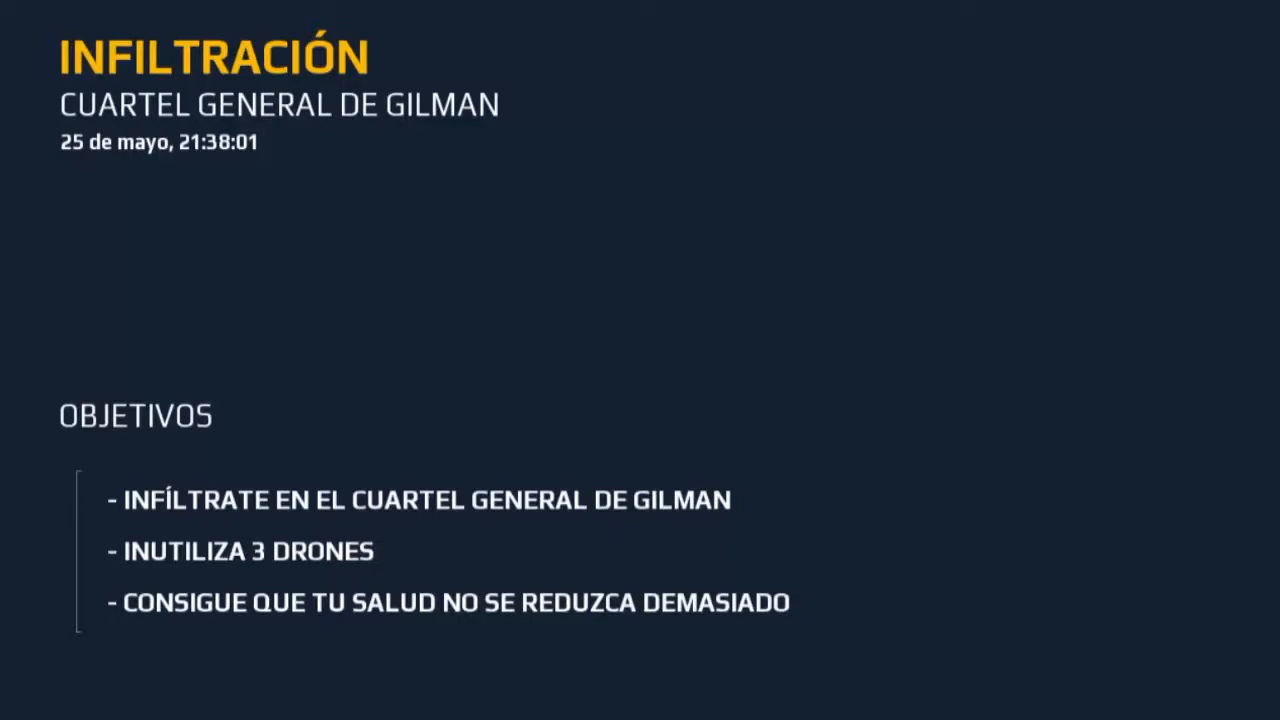 INFILTRACIÓN
CUARTEL GENERAL DE GILMAN
25 de mayo, 21:38:01
OBJETIVOS
- INFÍLTRATE EN EL CUARTEL GENERAL DE GILMAN
- INUTILIZA 3 DRONES
- CONSIGUE QUE TU SALUD NO SE REDUZCA DEMASIADO